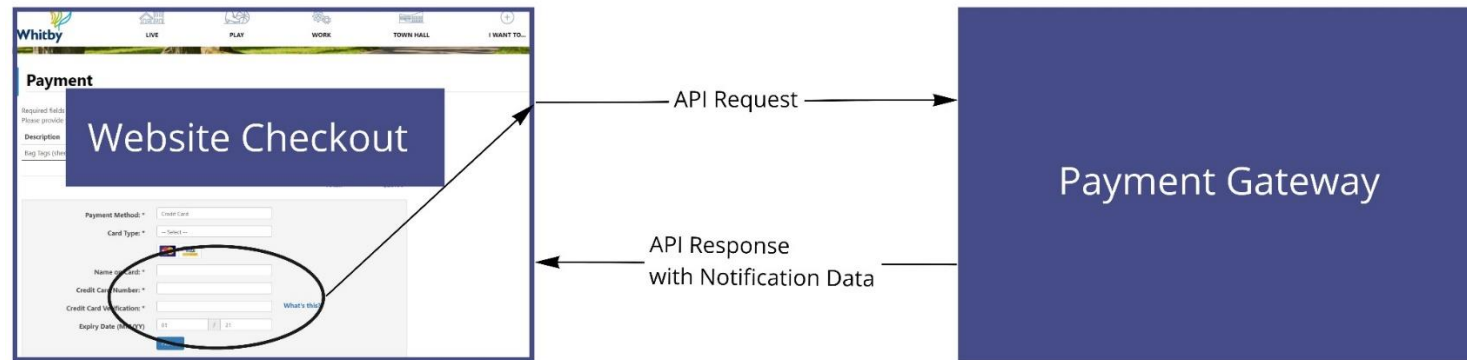 Whitby
LIVE
PLAY
WORK
TOWN HALL
I WANT TO...
Payment
Required fields
Please provide
Description
Bag Tags
Website Checkout
Payment Method: *
Credit Card
Card Type: *
--Select--
Name on Card: *
Credit Card Number: *
Credit Card Verification: *
What's this?
Expiry Date (MM/YY)
01 / 21
API Request
API Response
with Notification Data
Payment Gateway